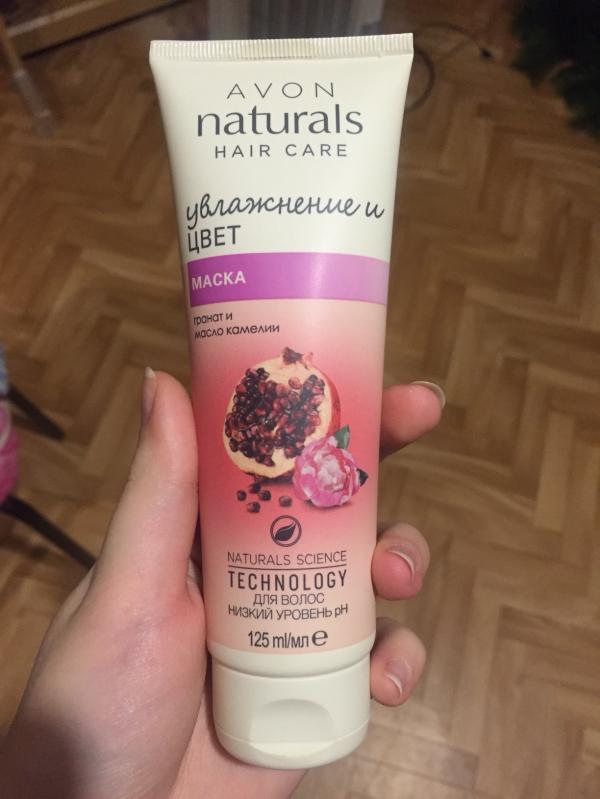 AVON
naturals
HAIR CARE
увлажнение и
ЦВЕТ
МАСКА
гранат и
масло камелии
NATURALS SCIENCE
TECHNOLOGY
ДЛЯ ВОЛОС
НИЗКИЙ УРОВЕНЬ pH
125 ml/мл ℮